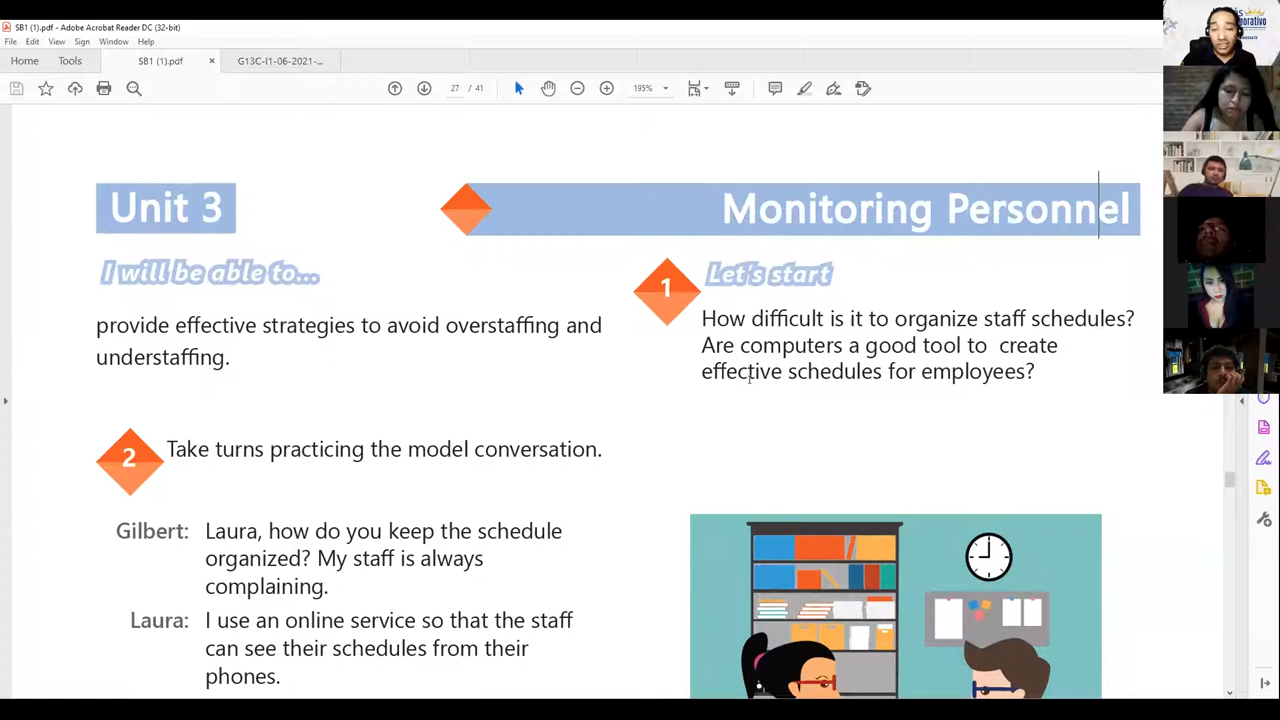 SB1 (1).pdf - Adobe Acrobat Reader DC (32-bit)
File Edit View Sign Window Help
Home Tools SB1 (1).pdf × G13C-I1-06-2021-...
27 / 41 195%
Unit 3
Monitoring Personnel
I will be able to...
provide effective strategies to avoid overstaffing and
understaffing.
1 Let's start
How difficult is it to organize staff schedules?
Are computers a good tool to create
effective schedules for employees?
2 Take turns practicing the model conversation.
Gilbert: Laura, how do you keep the schedule
organized? My staff is always
complaining.
Laura: I use an online service so that the staff
can see their schedules from their
phones.